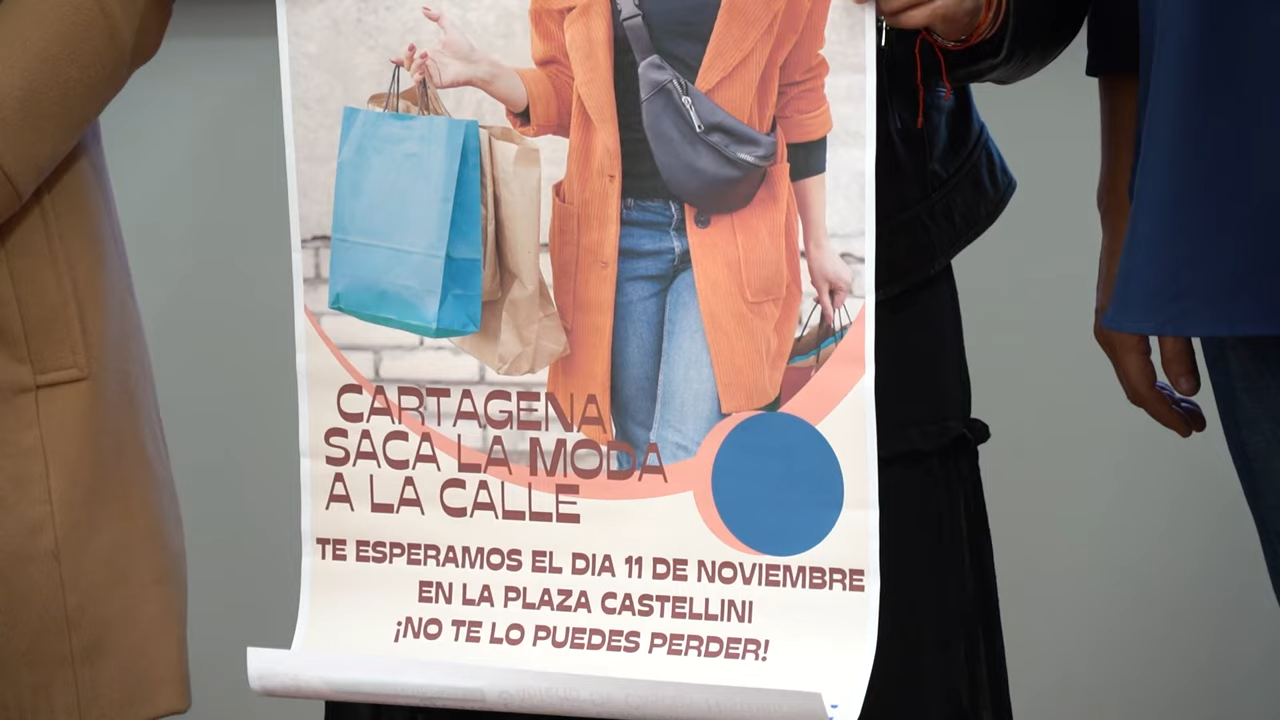 CARTAGENA
SACA LA MODA
A LA CALLE
TE ESPERAMOS EL DIA 11 DE NOVIEMBRE
EN LA PLAZA CASTELLINI
¡NO TE LO PUEDES PERDER!